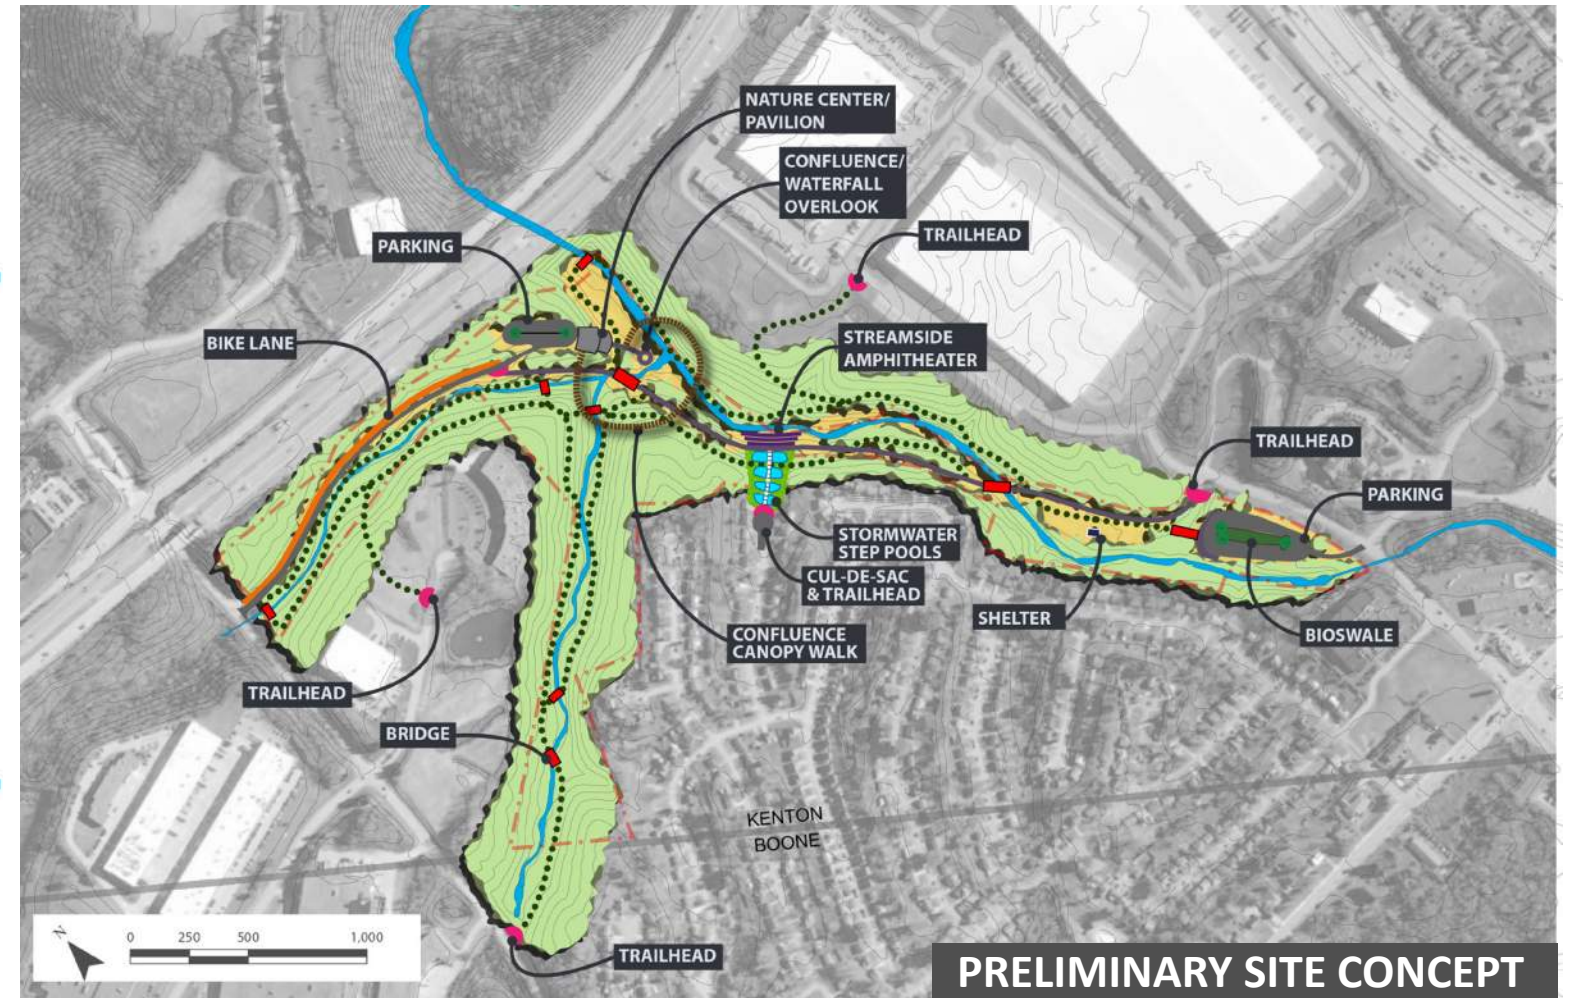 NATURE CENTER/
PAVILION
CONFLUENCE/
WATERFALL
OVERLOOK
TRAILHEAD
PARKING
BIKE LANE
STREAMSIDE
AMPHITHEATER
TRAILHEAD
PARKING
STORMWATER
STEP POOLS
CUL-DE-SAC
& TRAILHEAD
SHELTER
BIOSWALE
CONFLUENCE
CANOPY WALK
TRAILHEAD
BRIDGE
KENTON
BOONE
N
0 250 500 1,000
TRAILHEAD
PRELIMINARY SITE CONCEPT